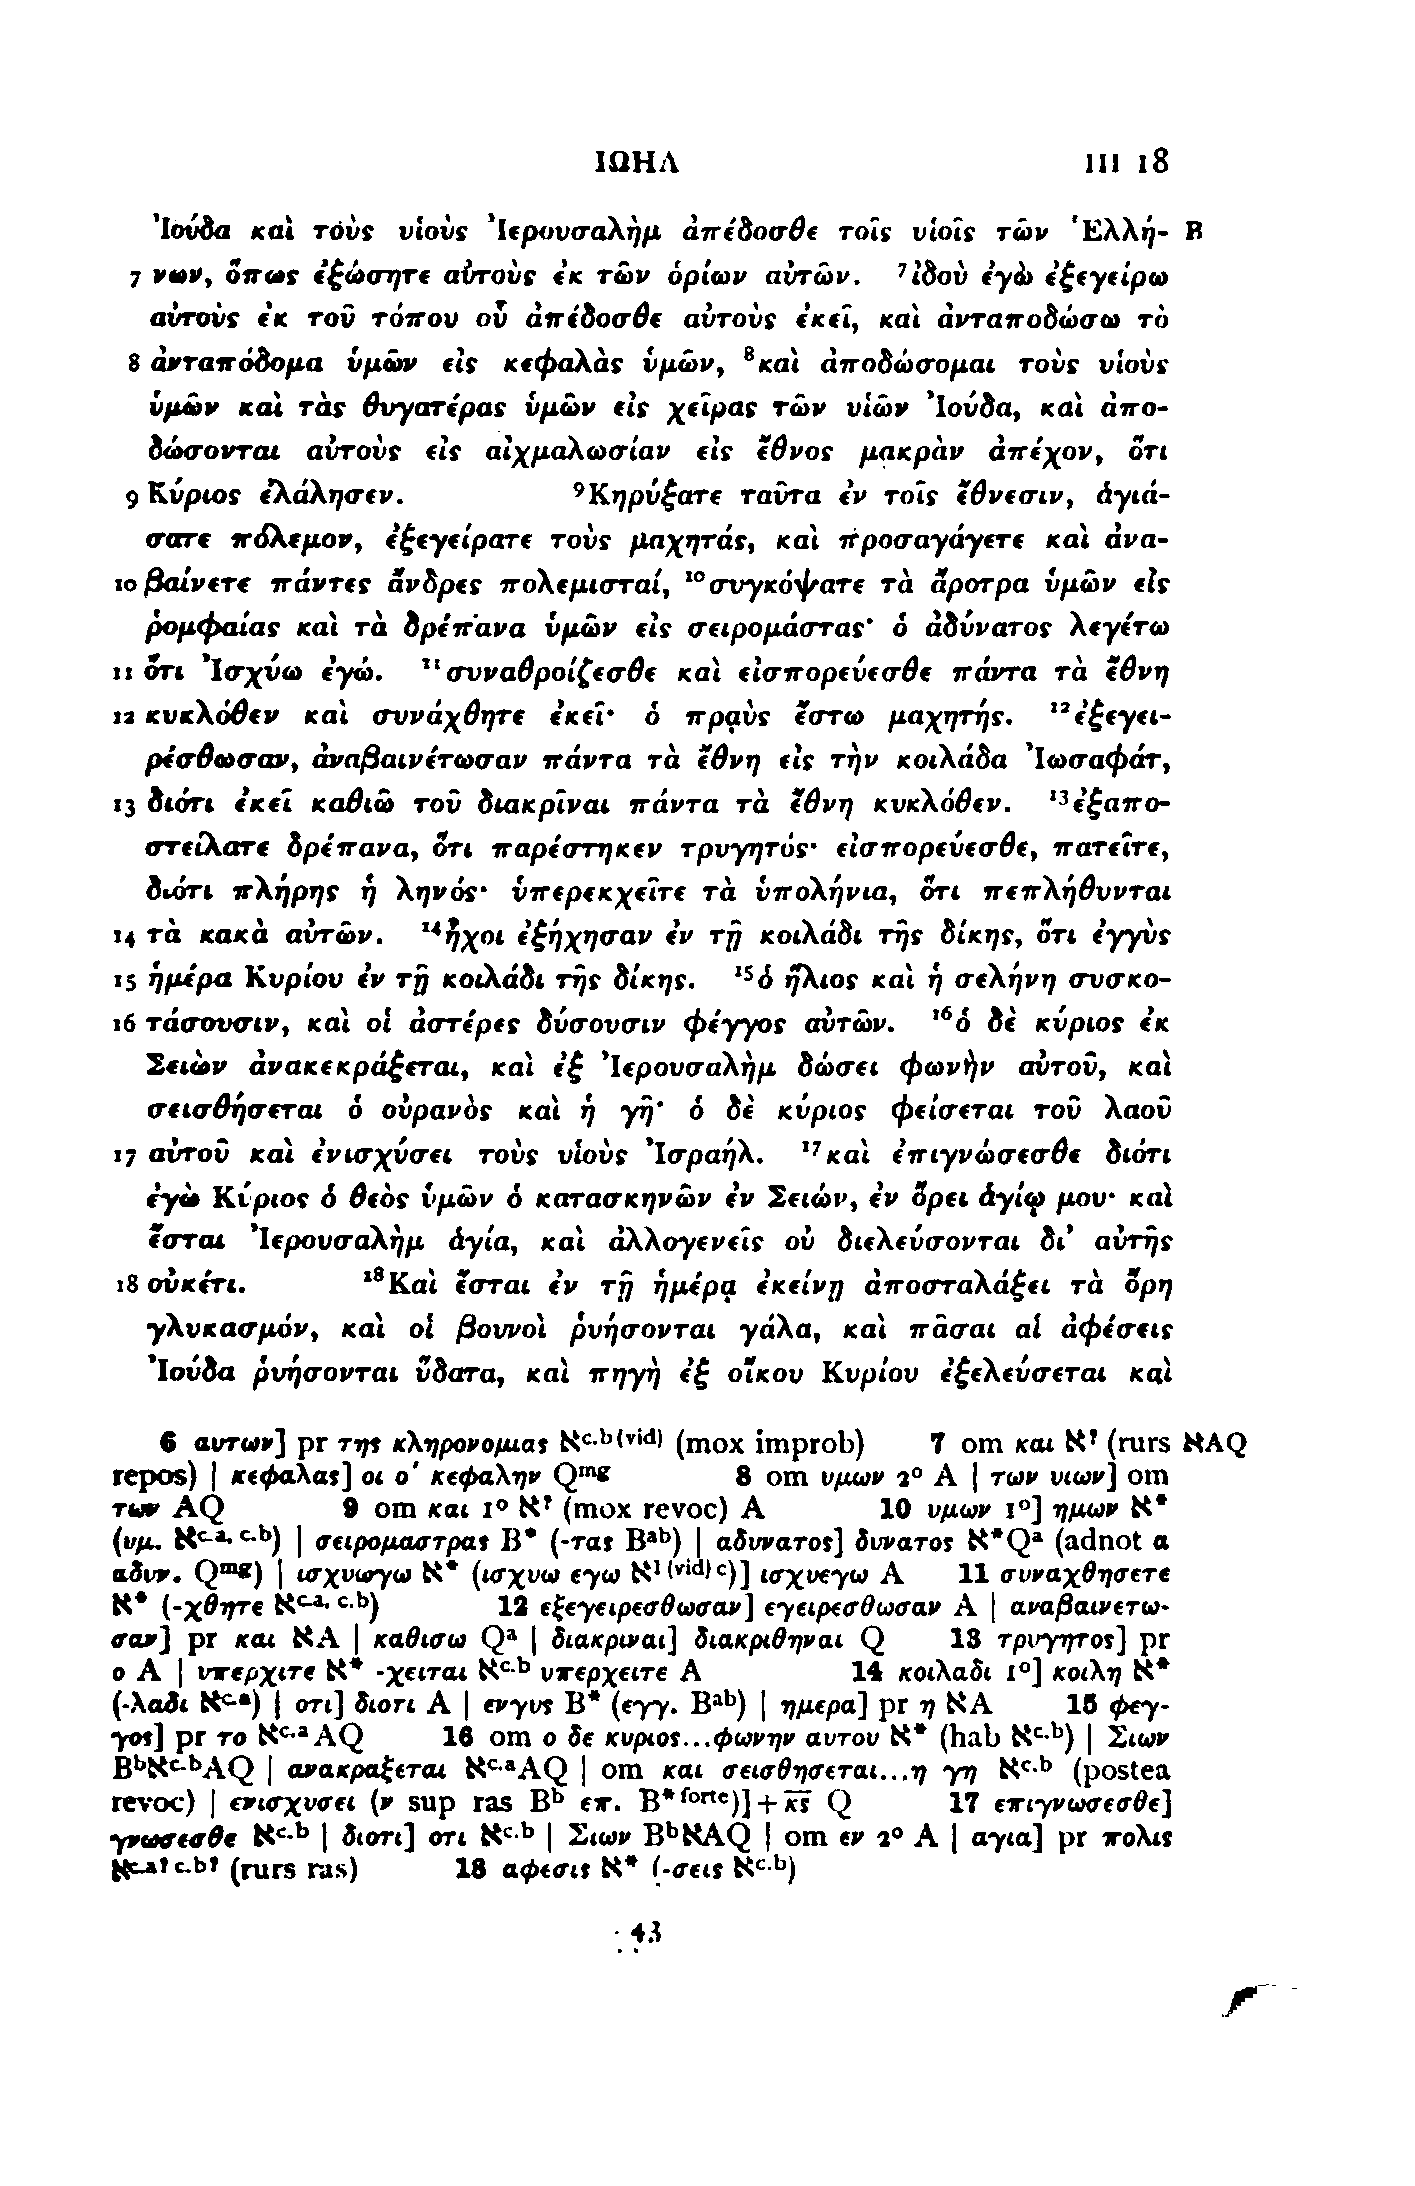 ΙΩΗΛ III 18
Ἰούδα καὶ τοὺς υἱοὺς Ἰερουσαλὴμ ἀπέδοσθε τοῖς υἱοῖς τῶν Ἑλλή- B
7 νων, ὅπως ἐξώσητε αὐτοὺς ἐκ τῶν ὁρίων αὐτῶν. ⁷ἰδοὺ ἐγὼ ἐξεγείρω
αὐτοὺς ἐκ τοῦ τόπου οὗ ἀπέδοσθε αὐτοὺς ἐκεῖ, καὶ ἀνταποδώσω τὸ
8 ἀνταπόδομα ὑμῶν εἰς κεφαλὰς ὑμῶν, ⁸καὶ ἀποδώσομαι τοὺς υἱοὺς
ὑμῶν καὶ τὰς θυγατέρας ὑμῶν εἰς χεῖρας τῶν υἱῶν Ἰούδα, καὶ ἀπο-
δώσονται αὐτοὺς εἰς αἰχμαλωσίαν εἰς ἔθνος μακρὰν ἀπέχον, ὅτι
9 Κύριος ἐλάλησεν. ⁹Κηρύξατε ταῦτα ἐν τοῖς ἔθνεσιν, ἁγιά-
σατε πόλεμον, ἐξεγείρατε τοὺς μαχητάς, καὶ προσαγάγετε καὶ ἀνα-
10 βαίνετε πάντες ἄνδρες πολεμισταί, ¹⁰συγκόψατε τὰ ἄροτρα ὑμῶν εἰς
ῥομφαίας καὶ τὰ δρέπανα ὑμῶν εἰς σειρομάστας· ὁ ἀδύνατος λεγέτω
11 ὅτι Ἰσχύω ἐγώ. ¹¹συναθροίζεσθε καὶ εἰσπορεύεσθε πάντα τὰ ἔθνη
12 κυκλόθεν καὶ συνάχθητε ἐκεῖ· ὁ πραῢς ἔστω μαχητής. ¹²ἐξεγει-
ρέσθωσαν, ἀναβαινέτωσαν πάντα τὰ ἔθνη εἰς τὴν κοιλάδα Ἰωσαφάτ,
13 διότι ἐκεῖ καθιῶ τοῦ διακρῖναι πάντα τὰ ἔθνη κυκλόθεν. ¹³ἐξαπο-
στείλατε δρέπανα, ὅτι παρέστηκεν τρυγητός· εἰσπορεύεσθε, πατεῖτε,
διότι πλήρης ἡ ληνός· ὑπερεκχεῖτε τὰ ὑπολήνια, ὅτι πεπλήθυνται
14 τὰ κακὰ αὐτῶν. ¹⁴ἦχοι ἐξήχησαν ἐν τῇ κοιλάδι τῆς δίκης, ὅτι ἐγγὺς
15 ἡμέρα Κυρίου ἐν τῇ κοιλάδι τῆς δίκης. ¹⁵ὁ ἥλιος καὶ ἡ σελήνη συσκο-
16 τάσουσιν, καὶ οἱ ἀστέρες δύσουσιν φέγγος αὐτῶν. ¹⁶ὁ δὲ κύριος ἐκ
Σειὼν ἀνακεκράξεται, καὶ ἐξ Ἰερουσαλὴμ δώσει φωνὴν αὐτοῦ, καὶ
σεισθήσεται ὁ οὐρανὸς καὶ ἡ γῆ· ὁ δὲ κύριος φείσεται τοῦ λαοῦ
17 αὐτοῦ καὶ ἐνισχύσει τοὺς υἱοὺς Ἰσραήλ. ¹⁷καὶ ἐπιγνώσεσθε διότι
ἐγὼ Κύριος ὁ θεὸς ὑμῶν ὁ κατασκηνῶν ἐν Σειών, ἐν ὄρει ἁγίῳ μου· καὶ
ἔσται Ἰερουσαλὴμ ἁγία, καὶ ἀλλογενεῖς οὐ διελεύσονται δι' αὐτῆς
18 οὐκέτι. ¹⁸Καὶ ἔσται ἐν τῇ ἡμέρᾳ ἐκείνῃ ἀποσταλάξει τὰ ὄρη
γλυκασμόν, καὶ οἱ βουνοὶ ῥυήσονται γάλα, καὶ πᾶσαι αἱ ἀφέσεις
Ἰούδα ῥυήσονται ὕδατα, καὶ πηγὴ ἐξ οἴκου Κυρίου ἐξελεύσεται καὶ
6 αυτων] pr της κληρονομιας א^c.b(vid) (mox improb) 7 om και א^? (rurs אAQ
repos) | κεφαλας] οι ο' κεφαλην Q^mg 8 om υμων 2° A | των υιων] om
των AQ 9 om και 1° א^? (mox revoc) A 10 υμων 1°] ημων א*
(υμ. א^c.a, c.b) | σειρομαστρας B* (-τας B^ab) | αδυνατος] δυνατος א*Q^a (adnot α
αδυν. Q^mg) | ισχυωγω א* (ισχυω εγω א^1(vid)c)] ισχυεγω A 11 συναχθησετε
א* (-χθητε א^c.a, c.b) 12 εξεγειρεσθωσαν] εγειρεσθωσαν A | αναβαινετω-
σαν] pr και אA | καθισω Q^a | διακριναι] διακριθηναι Q 13 τρυγητος] pr
ο A | υπερχιτε א* -χειται א^c.b υπερχειτε A 14 κοιλαδι 1°] κοιλη א*
(-λαδι א^c.a) | οτι] διοτι A | ενγυς B* (εγγ. B^ab) | ημερα] pr η אA 15 φεγ-
γος] pr το א^c.a AQ 16 om ο δε κυριος...φωνην αυτου א* (hab א^c.b) | Σιων
B^bא^c.bAQ | ανακραξεται א^c.aAQ | om και σεισθησεται...η γη א^c.b (postea
revoc) | ενισχυσει (ν sup ras B^b επ. B*^forte)]+κ̅ς̅ Q 17 επιγνωσεσθε]
γνωσεσθε א^c.b | διοτι] οτι א^c.b | Σιων B^bאAQ | om εν 2° A | αγια] pr πολις
א^c.a? c.b? (rurs ras) 18 αφεσις א* (-σεις א^c.b)
43